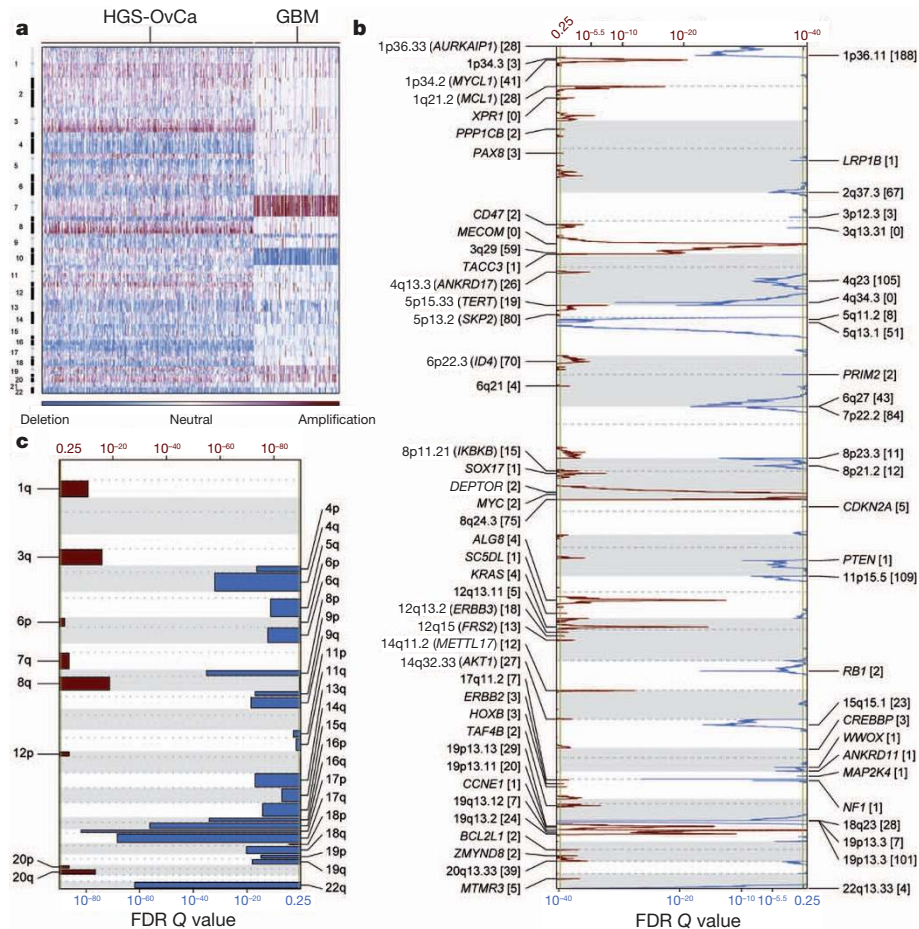 a
HGS-OvCa
GBM
1
2
3
4
5
6
7
8
9
10
11
12
13
14
15
16
17
18
19
20
21
22
Deletion
Neutral
Amplification
b
0.25
10^–5.5
10^–10
10^–20
10^–40
1p36.33 (AURKAIP1) [28]
1p34.3 [3]
1p34.2 (MYCL1) [41]
1q21.2 (MCL1) [28]
XPR1 [0]
PPP1CB [2]
PAX8 [3]
CD47 [2]
MECOM [0]
3q29 [59]
TACC3 [1]
4q13.3 (ANKRD17) [26]
5p15.33 (TERT) [19]
5p13.2 (SKP2) [80]
6p22.3 (ID4) [70]
6q21 [4]
8p11.21 (IKBKB) [15]
SOX17 [1]
DEPTOR [2]
MYC [2]
8q24.3 [75]
ALG8 [4]
SC5DL [1]
KRAS [4]
12q13.11 [5]
12q13.2 (ERBB3) [18]
12q15 (FRS2) [13]
14q11.2 (METTL17) [12]
14q32.33 (AKT1) [27]
17q11.2 [7]
ERBB2 [3]
HOXB [3]
TAF4B [2]
19p13.13 [29]
19p13.11 [20]
CCNE1 [1]
19q13.12 [7]
19q13.2 [24]
BCL2L1 [2]
ZMYND8 [2]
20q13.33 [39]
MTMR3 [5]
1p36.11 [188]
LRP1B [1]
2q37.3 [67]
3p12.3 [3]
3q13.31 [0]
4q23 [105]
4q34.3 [0]
5q11.2 [8]
5q13.1 [51]
PRIM2 [2]
6q27 [43]
7p22.2 [84]
8p23.3 [11]
8p21.2 [12]
CDKN2A [5]
PTEN [1]
11p15.5 [109]
RB1 [2]
15q15.1 [23]
CREBBP [3]
WWOX [1]
ANKRD11 [1]
MAP2K4 [1]
NF1 [1]
18q23 [28]
19p13.3 [7]
19p13.3 [101]
22q13.33 [4]
10^–40
10^–20
10^–10
10^–5.5
0.25
FDR Q value
c
0.25
10^–20
10^–40
10^–60
10^–80
1q
3q
6p
7q
8q
12p
20p
20q
4p
4q
5q
6p
6q
8p
9p
9q
11p
11q
13q
14q
15q
16p
16q
17p
17q
18p
18q
19p
19q
22q
10^–80
10^–60
10^–40
10^–20
0.25
FDR Q value